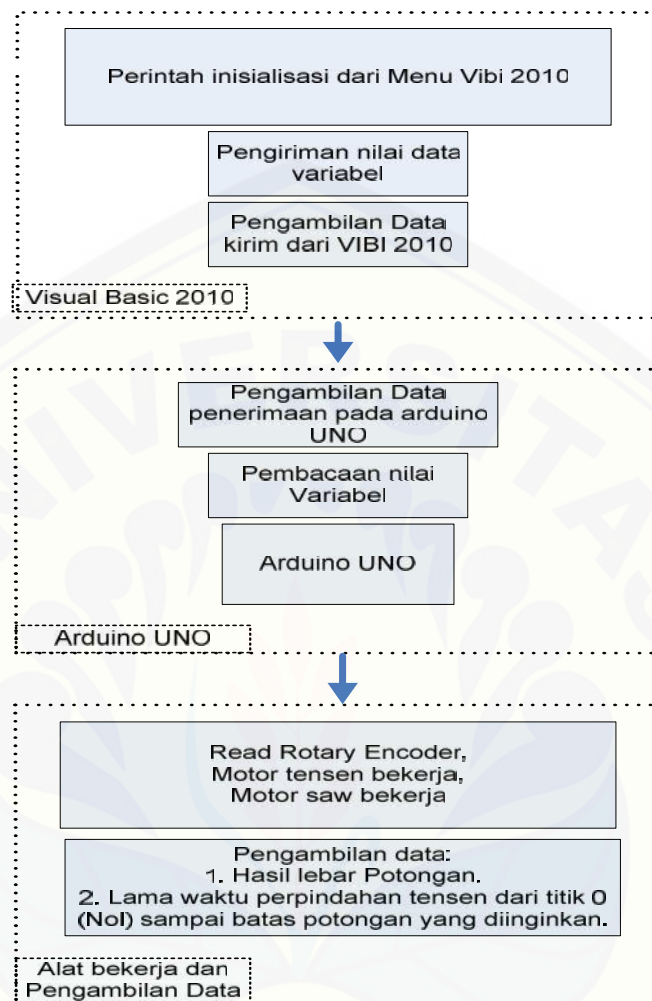 Perintah inisialisasi dari Menu Vibi 2010
Pengiriman nilai data
variabel
Pengambilan Data
kirim dari VIBI 2010
Visual Basic 2010
Pengambilan Data
penerimaan pada arduino
UNO
Pembacaan nilai
Variabel
Arduino UNO
Arduino UNO
Read Rotary Encoder,
Motor tensen bekerja,
Motor saw bekerja
Pengambilan data:
1. Hasil lebar Potongan.
2. Lama waktu perpindahan tensen dari titik 0
(Nol) sampai batas potongan yang diinginkan.
Alat bekerja dan
Pengambilan Data
UNIVERSITAS